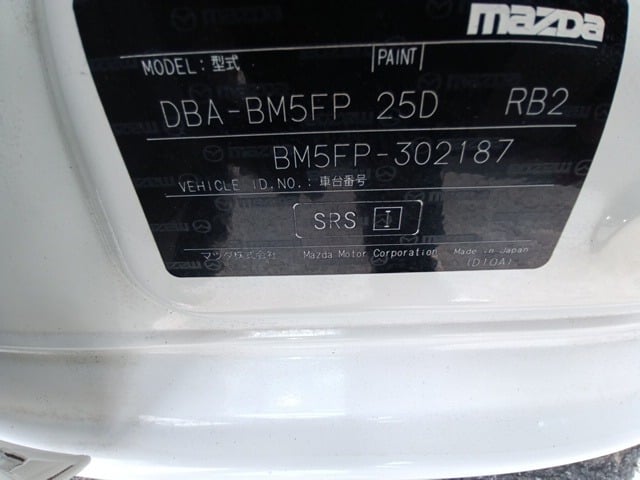 mazda
MODEL: 型式 PAINT
DBA-BM5FP 25D RB2
BM5FP-302187
VEHICLE ID.NO.: 車台番号
SRS I
マツダ株式会社 Mazda Motor Corporation Made in Japan
(D10A)